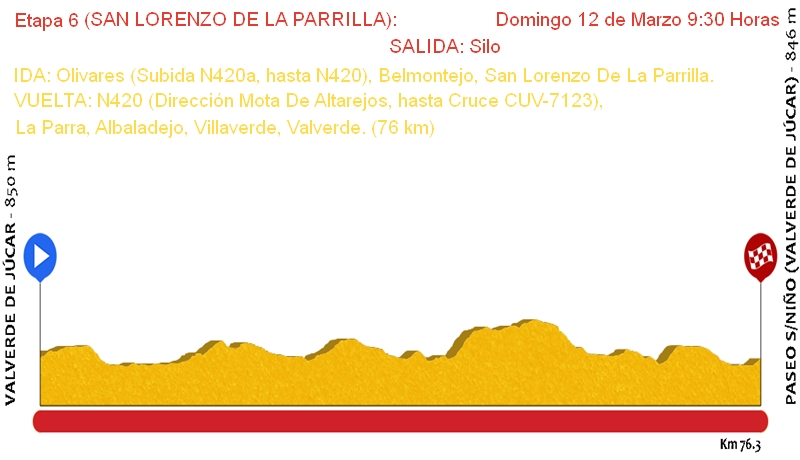 Etapa 6 (SAN LORENZO DE LA PARRILLA):
Domingo 12 de Marzo 9:30 Horas
SALIDA: Silo
IDA: Olivares (Subida N420a, hasta N420), Belmontejo, San Lorenzo De La Parrilla.
VUELTA: N420 (Dirección Mota De Altarejos, hasta Cruce CUV-7123),
La Parra, Albaladejo, Villaverde, Valverde. (76 km)
VALVERDE DE JÚCAR - 850 m
PASEO S/NIÑO (VALVERDE DE JÚCAR) - 846 m
Km 76.3